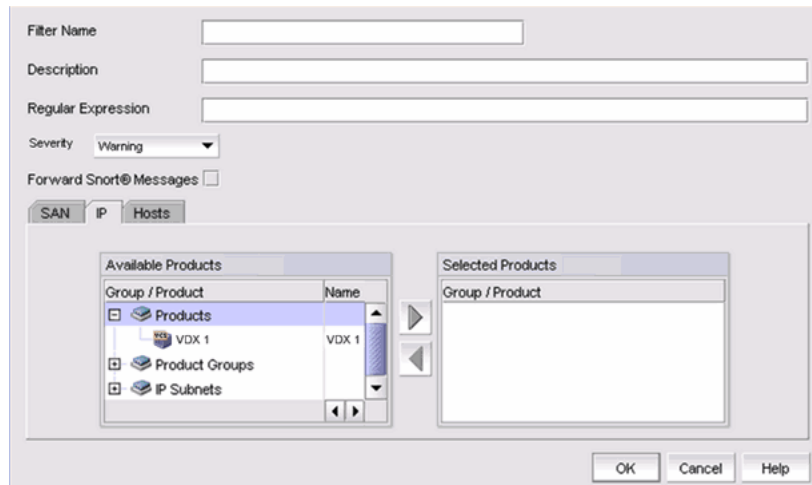 Filter Name
Description
Regular Expression
Severity Warning
Forward Snort® Messages
SAN IP Hosts
Available Products Selected Products
Group / Product Name Group / Product
Products
VDX 1 VDX 1
Product Groups
IP Subnets
OK Cancel Help